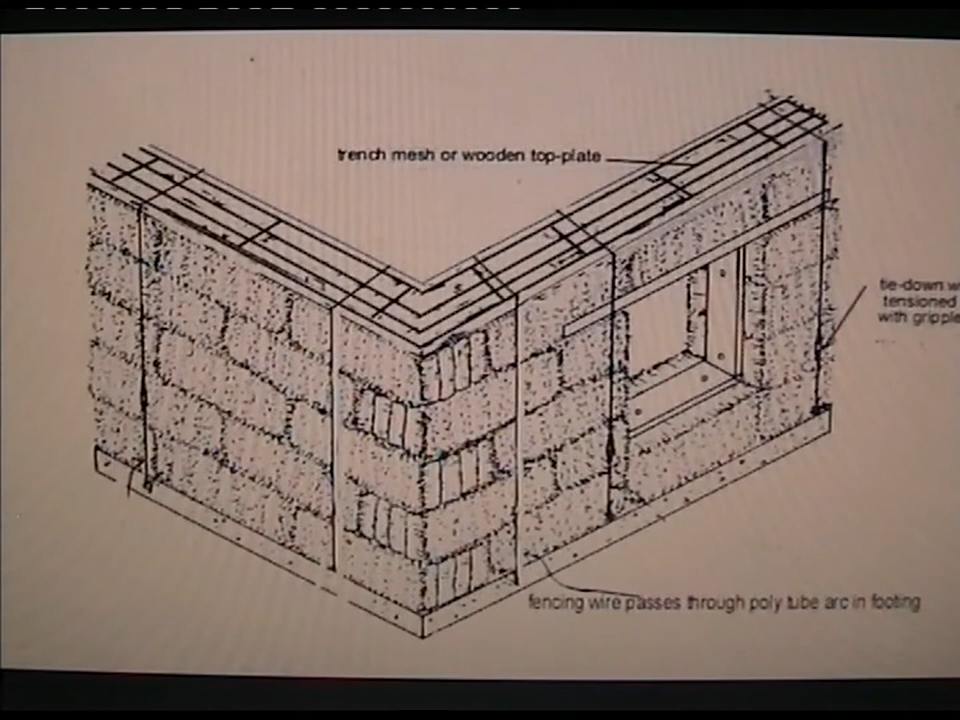 trench mesh or wooden top-plate
tie-down
tensioned
with gripple
fencing wire passes through poly tube arc in footing